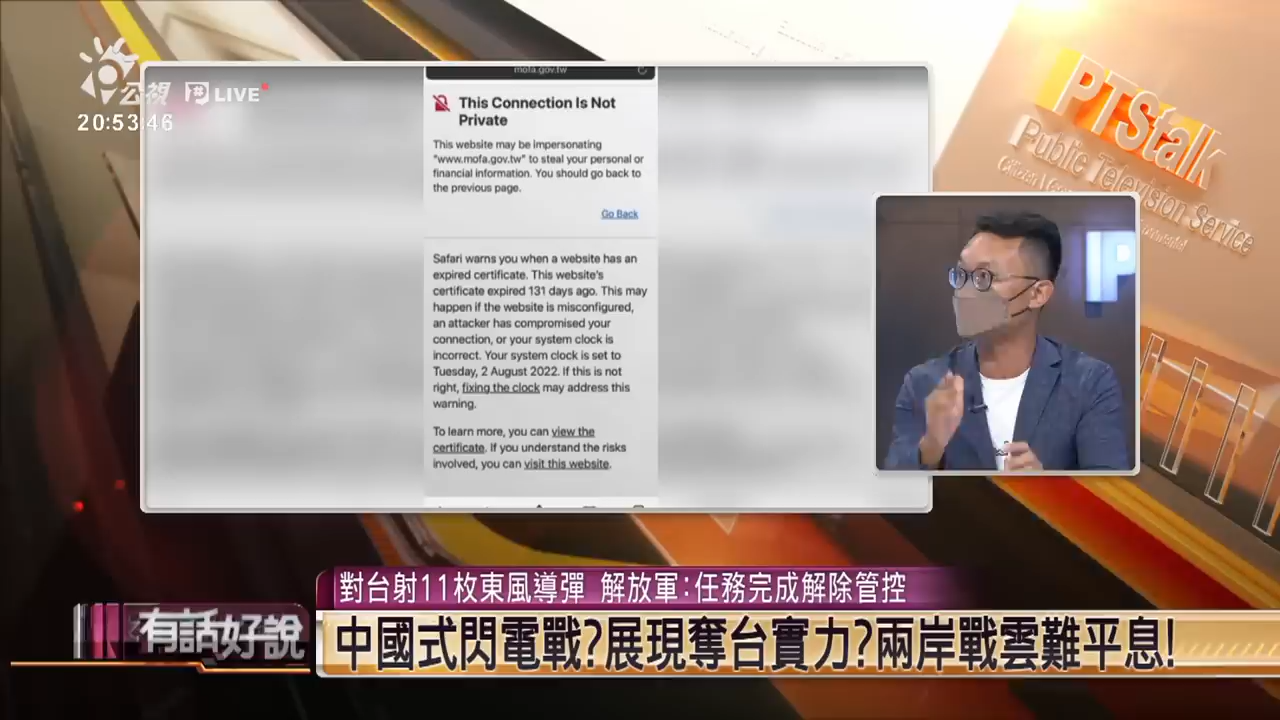 公視 LIVE
20:53:46
PTStalk
Public Television Service
mofa.gov.tw
This Connection Is Not
Private
This website may be impersonating
"www.mofa.gov.tw" to steal your personal or
financial information. You should go back to
the previous page.
Go Back
Safari warns you when a website has an
expired certificate. This website's
certificate expired 131 days ago. This may
happen if the website is misconfigured,
an attacker has compromised your
connection, or your system clock is
incorrect. Your system clock is set to
Tuesday, 2 August 2022. If this is not
right, fixing the clock may address this
warning.
To learn more, you can view the
certificate. If you understand the risks
involved, you can visit this website.
P
對台射11枚東風導彈 解放軍:任務完成解除管控
有話好說
中國式閃電戰?展現奪台實力?兩岸戰雲難平息!